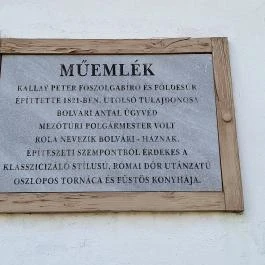 MŰEMLÉK
KÁLLAY PÉTER FŐSZOLGABÍRÓ ÉS FÖLDESÚR
ÉPÍTTETTE 1821-BEN. UTOLSÓ TULAJDONOSA
BOLVÁRI ANTAL ÜGYVÉD
MEZŐTÚRI POLGÁRMESTER VOLT
RÓLA NEVEZIK BOLVÁRI - HÁZNAK.
ÉPÍTÉSZETI SZEMPONTBÓL ÉRDEKES A
KLASSZICIZÁLÓ STÍLUSÚ, RÓMAI DÓR UTÁNZATÚ
OSZLOPOS TORNÁCA ÉS FÜSTÖS KONYHÁJA.